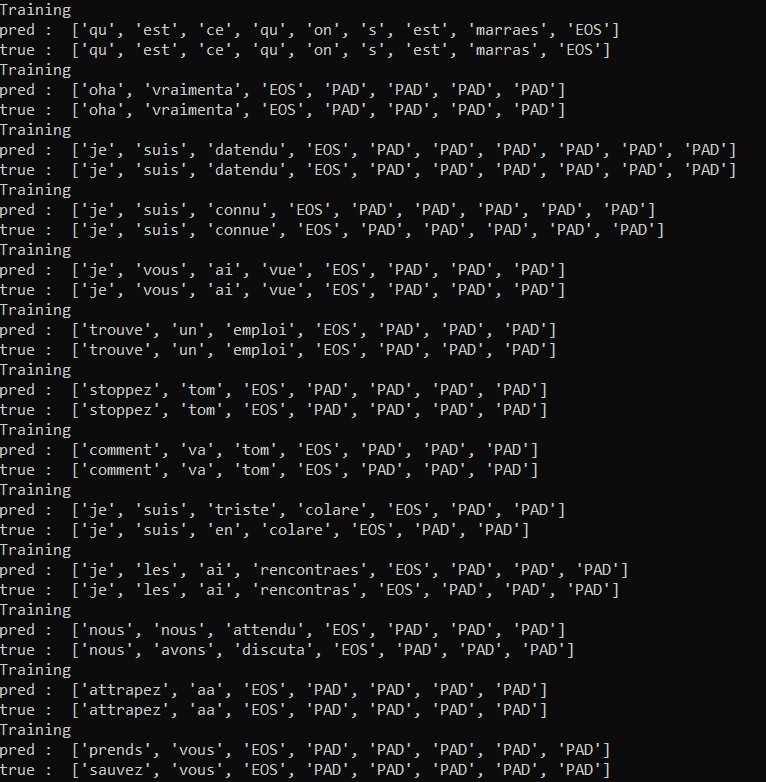 Training
pred :  ['qu', 'est', 'ce', 'qu', 'on', 's', 'est', 'marraes', 'EOS']
true :  ['qu', 'est', 'ce', 'qu', 'on', 's', 'est', 'marras', 'EOS']
Training
pred :  ['oha', 'vraimenta', 'EOS', 'PAD', 'PAD', 'PAD', 'PAD']
true :  ['oha', 'vraimenta', 'EOS', 'PAD', 'PAD', 'PAD', 'PAD']
Training
pred :  ['je', 'suis', 'datendu', 'EOS', 'PAD', 'PAD', 'PAD', 'PAD', 'PAD', 'PAD']
true :  ['je', 'suis', 'datendu', 'EOS', 'PAD', 'PAD', 'PAD', 'PAD', 'PAD', 'PAD']
Training
pred :  ['je', 'suis', 'connu', 'EOS', 'PAD', 'PAD', 'PAD', 'PAD', 'PAD']
true :  ['je', 'suis', 'connue', 'EOS', 'PAD', 'PAD', 'PAD', 'PAD', 'PAD']
Training
pred :  ['je', 'vous', 'ai', 'vue', 'EOS', 'PAD', 'PAD', 'PAD']
true :  ['je', 'vous', 'ai', 'vue', 'EOS', 'PAD', 'PAD', 'PAD']
Training
pred :  ['trouve', 'un', 'emploi', 'EOS', 'PAD', 'PAD', 'PAD']
true :  ['trouve', 'un', 'emploi', 'EOS', 'PAD', 'PAD', 'PAD']
Training
pred :  ['stoppez', 'tom', 'EOS', 'PAD', 'PAD', 'PAD', 'PAD']
true :  ['stoppez', 'tom', 'EOS', 'PAD', 'PAD', 'PAD', 'PAD']
Training
pred :  ['comment', 'va', 'tom', 'EOS', 'PAD', 'PAD', 'PAD']
true :  ['comment', 'va', 'tom', 'EOS', 'PAD', 'PAD', 'PAD']
Training
pred :  ['je', 'suis', 'triste', 'colare', 'EOS', 'PAD', 'PAD']
true :  ['je', 'suis', 'en', 'colare', 'EOS', 'PAD', 'PAD']
Training
pred :  ['je', 'les', 'ai', 'rencontraes', 'EOS', 'PAD', 'PAD', 'PAD']
true :  ['je', 'les', 'ai', 'rencontras', 'EOS', 'PAD', 'PAD', 'PAD']
Training
pred :  ['nous', 'nous', 'attendu', 'EOS', 'PAD', 'PAD', 'PAD']
true :  ['nous', 'avons', 'discuta', 'EOS', 'PAD', 'PAD', 'PAD']
Training
pred :  ['attrapez', 'aa', 'EOS', 'PAD', 'PAD', 'PAD', 'PAD']
true :  ['attrapez', 'aa', 'EOS', 'PAD', 'PAD', 'PAD', 'PAD']
Training
pred :  ['prends', 'vous', 'EOS', 'PAD', 'PAD', 'PAD', 'PAD', 'PAD']
true :  ['sauvez', 'vous', 'EOS', 'PAD', 'PAD', 'PAD', 'PAD', 'PAD']